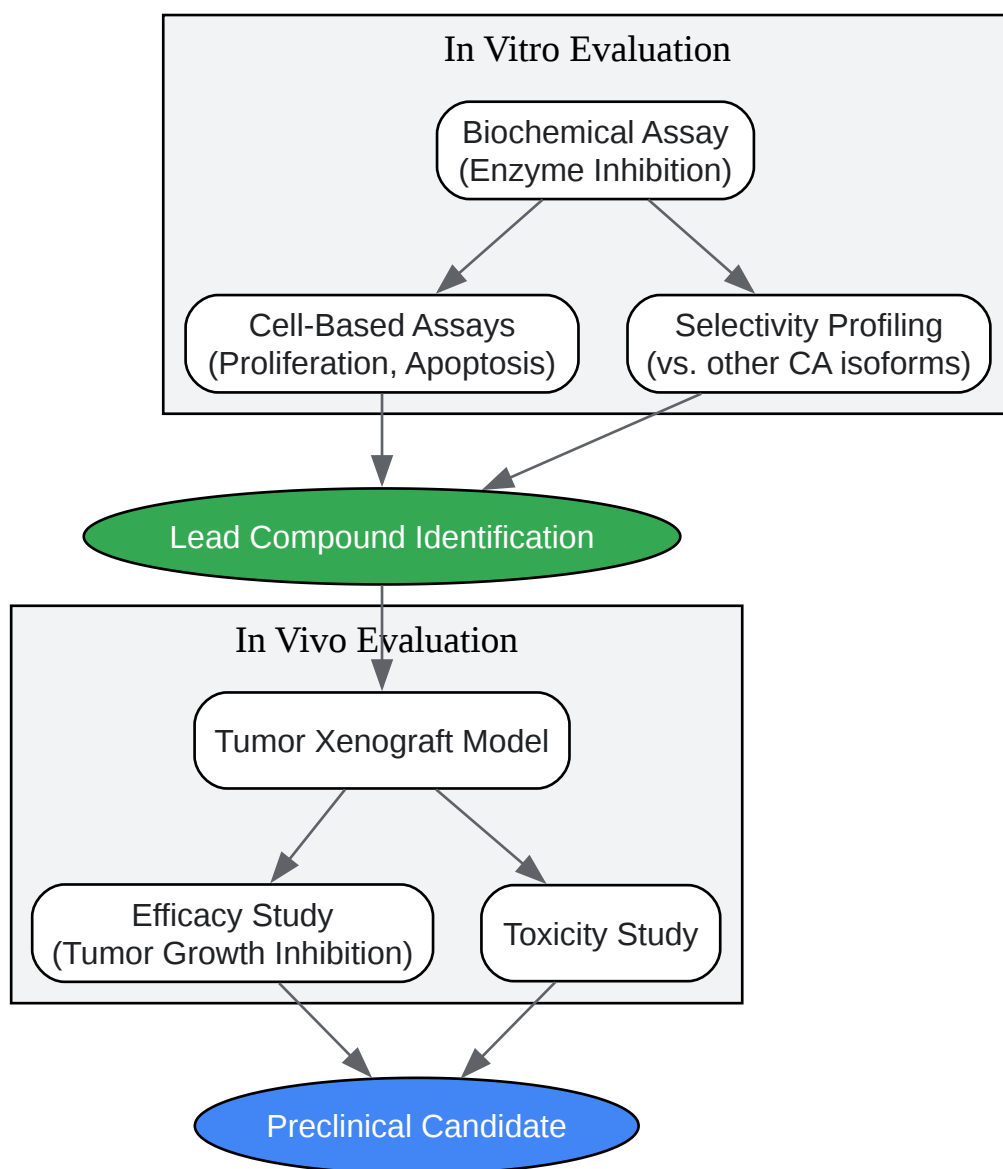 In Vitro Evaluation
Biochemical Assay
(Enzyme Inhibition)
Cell-Based Assays
(Proliferation, Apoptosis)
Selectivity Profiling
(vs. other CA isoforms)
Lead Compound Identification
In Vivo Evaluation
Tumor Xenograft Model
Efficacy Study
(Tumor Growth Inhibition)
Toxicity Study
Preclinical Candidate